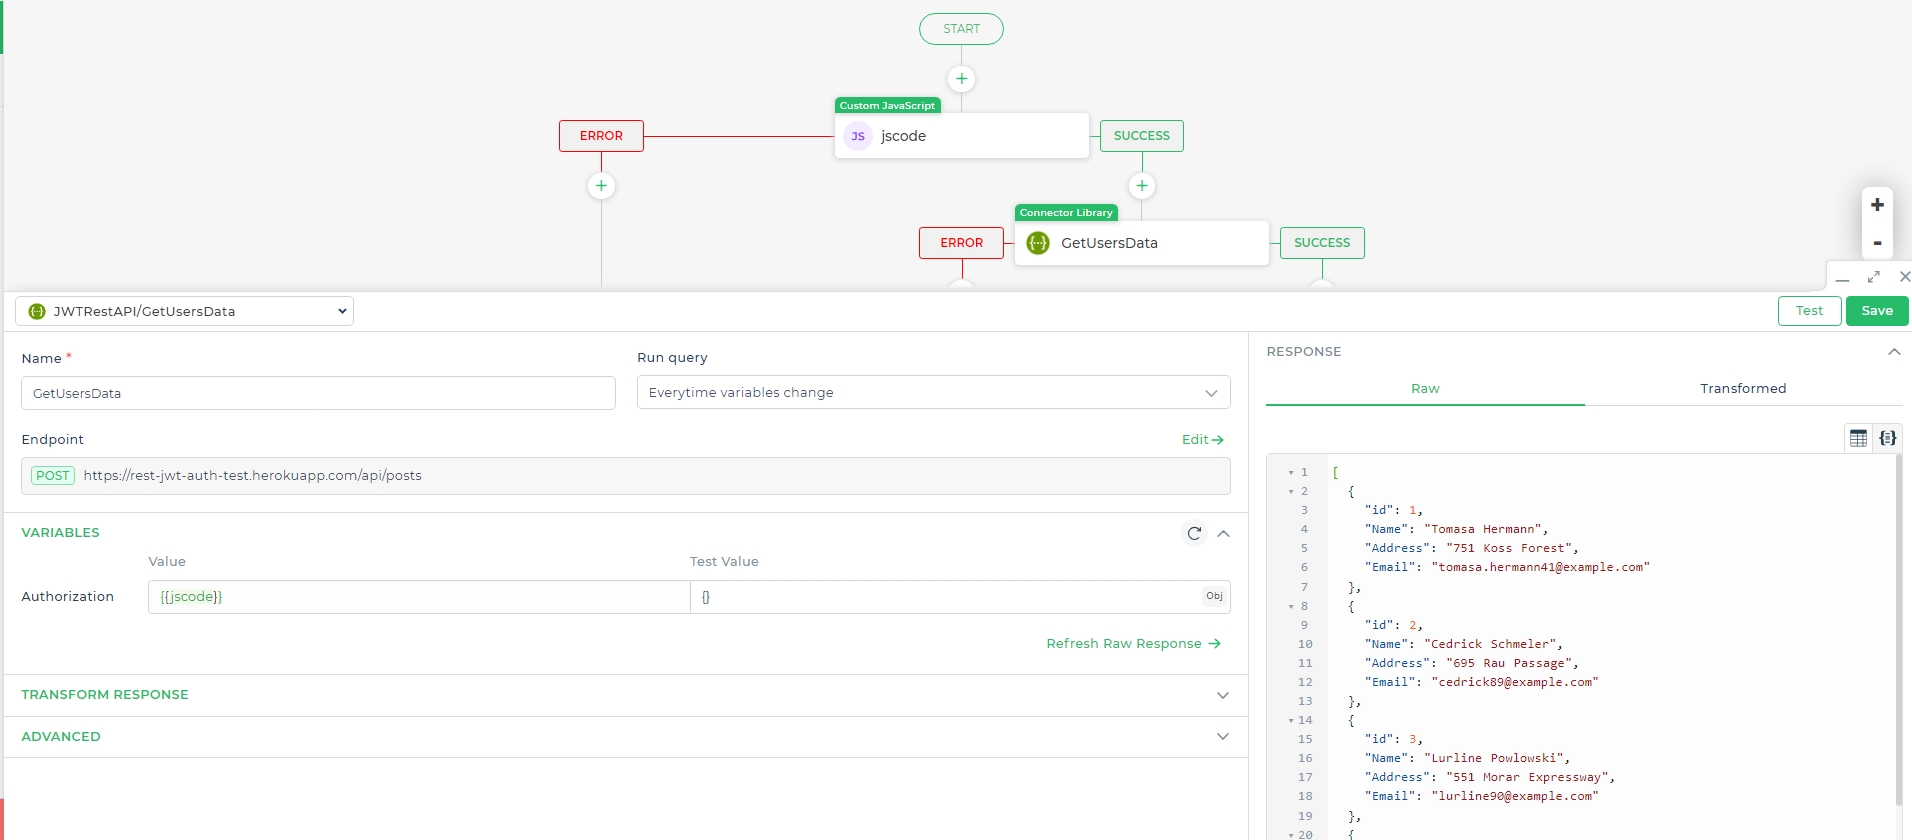 START
Custom JavaScript
ERROR
JS jscode
SUCCESS
Connector Library
ERROR
{···} GetUsersData
SUCCESS
+
-
{···} JWTRestAPI/GetUsersData
Test
Save
Name *
Run query
GetUsersData
Everytime variables change
Endpoint
Edit→
POST https://rest-jwt-auth-test.herokuapp.com/api/posts
VARIABLES
Value
Test Value
Authorization
{{jscode}}
{}
Obj
Refresh Raw Response →
TRANSFORM RESPONSE
ADVANCED
RESPONSE
Raw
Transformed
1 [
2 {
3 "id": 1,
4 "Name": "Tomasa Hermann",
5 "Address": "751 Koss Forest",
6 "Email": "tomasa.hermann41@example.com"
7 },
8 {
9 "id": 2,
10 "Name": "Cedrick Schmeler",
11 "Address": "695 Rau Passage",
12 "Email": "cedrick89@example.com"
13 },
14 {
15 "id": 3,
16 "Name": "Lurline Powlowski",
17 "Address": "551 Morar Expressway",
18 "Email": "lurline90@example.com"
19 },
20 {